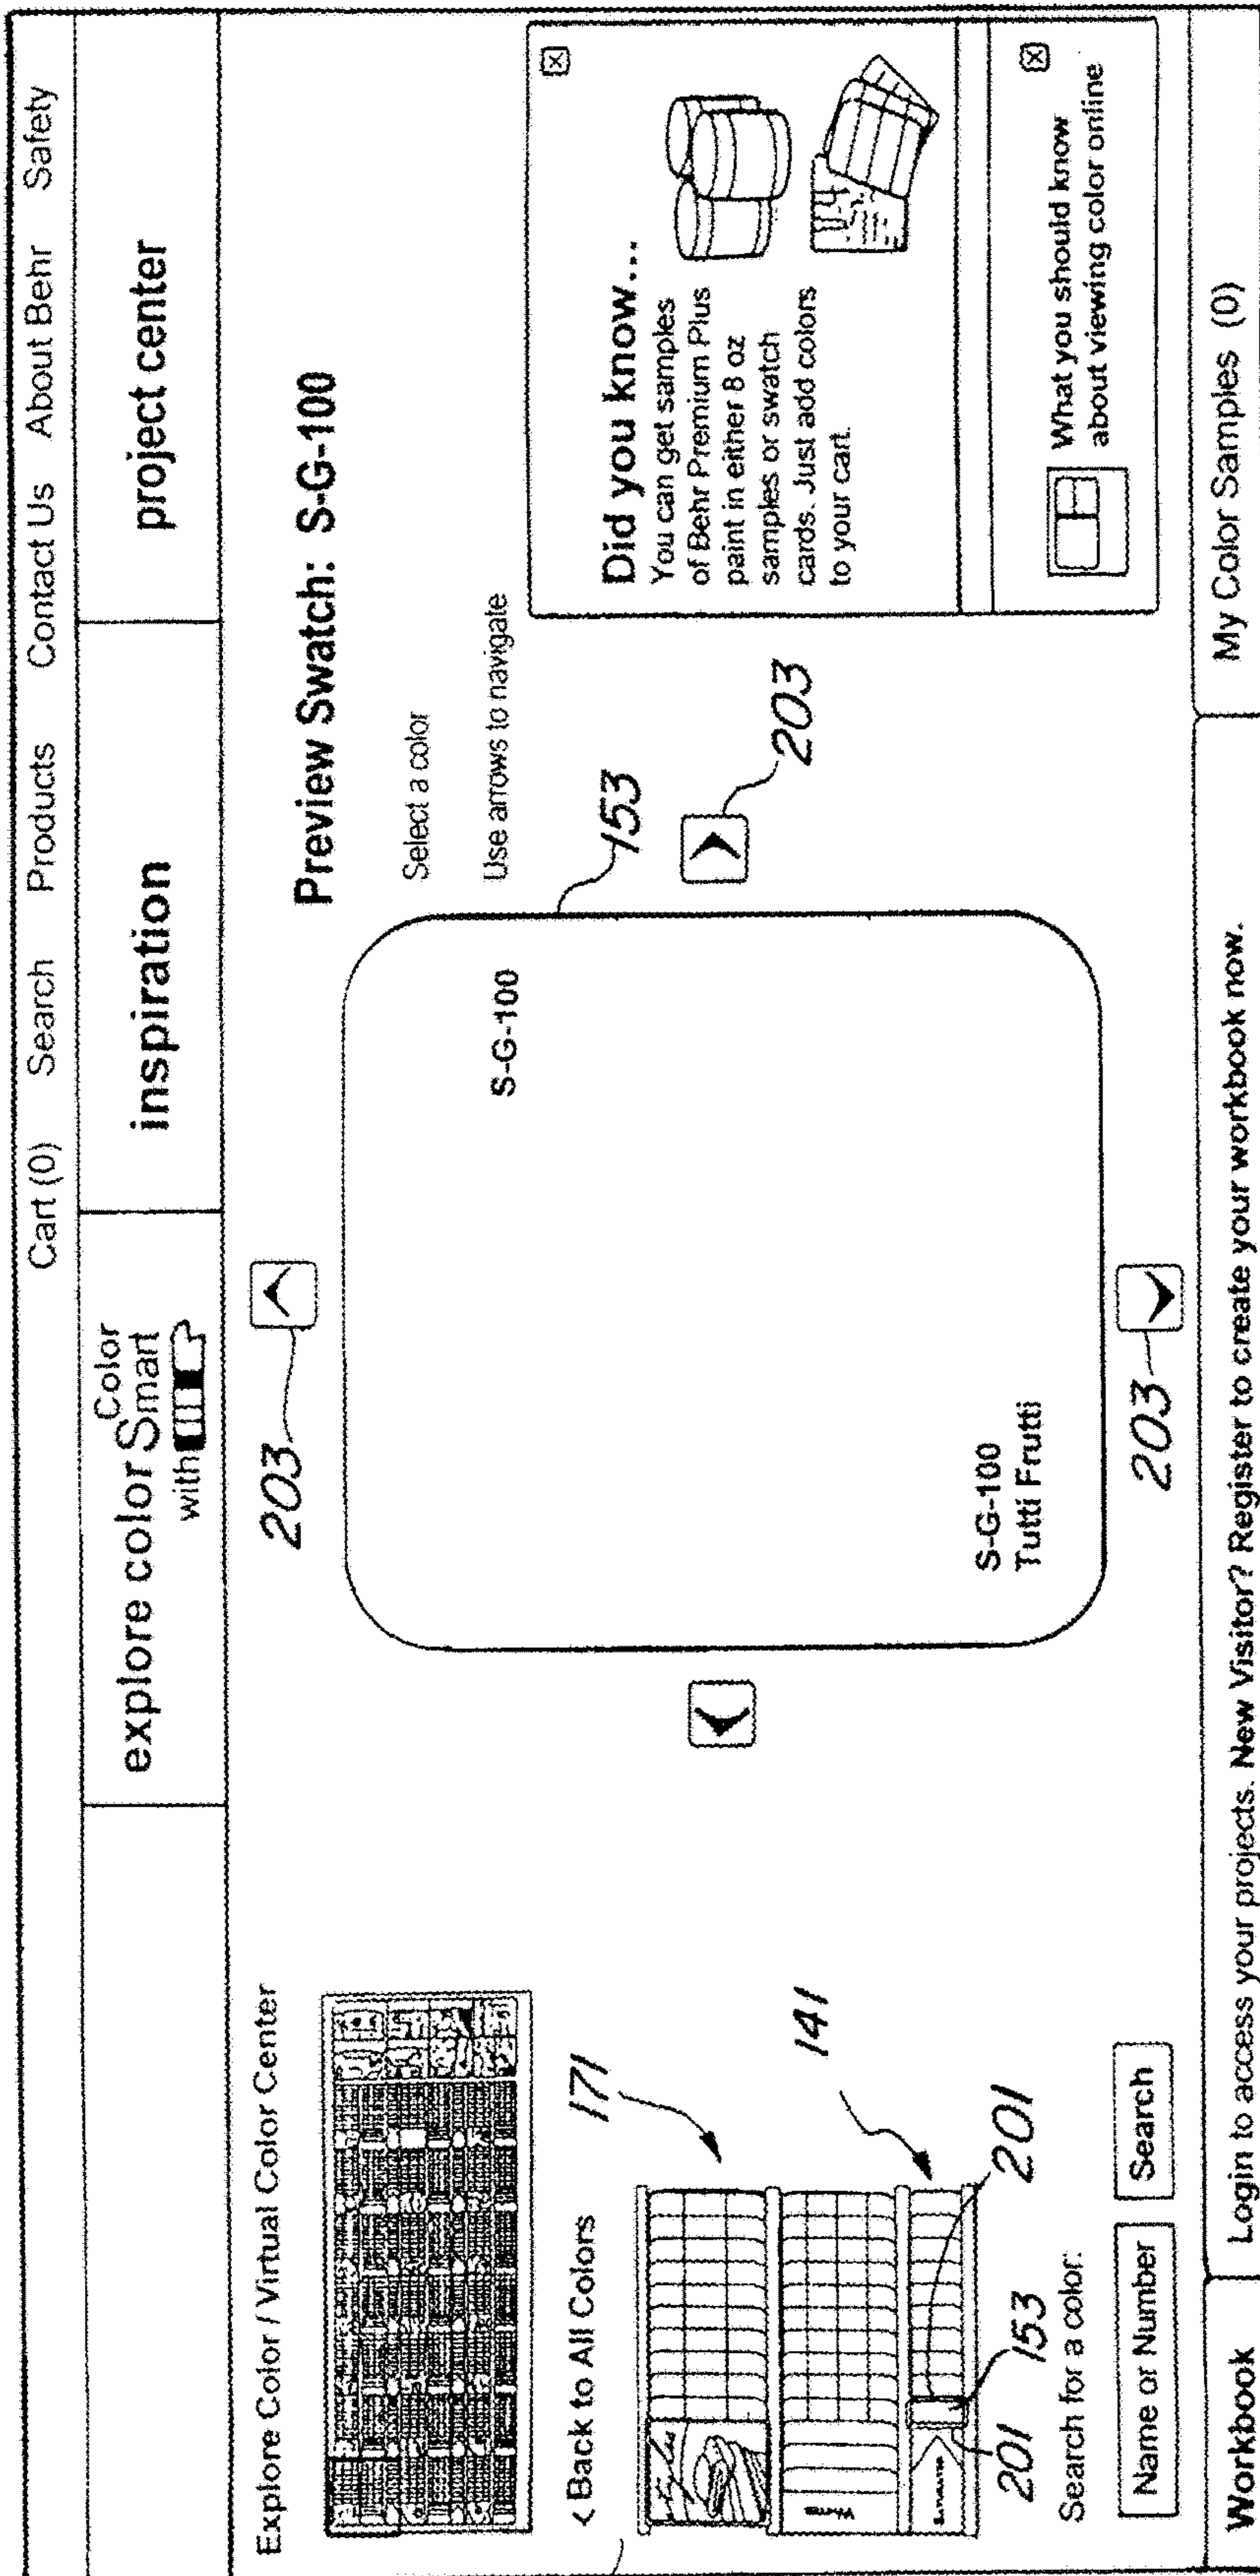 Cart (0) Search Products Contact Us About Behr Safety
explore color
Color
Smart
with
inspiration
project center
Explore Color / Virtual Color Center
< Back to All Colors
171
141
201
201
153
Search for a color:
Name or Number
Search
203
S-G-100
S-G-100
Tutti Frutti
203
Preview Swatch: S-G-100
Select a color
Use arrows to navigate
153
203
Did you know...
You can get samples
of Behr Premium Plus
paint in either 8 oz
samples or swatch
cards. Just add colors
to your cart.
What you should know
about viewing color online
Workbook
Login to access your projects. New Visitor? Register to create your workbook now.
My Color Samples (0)